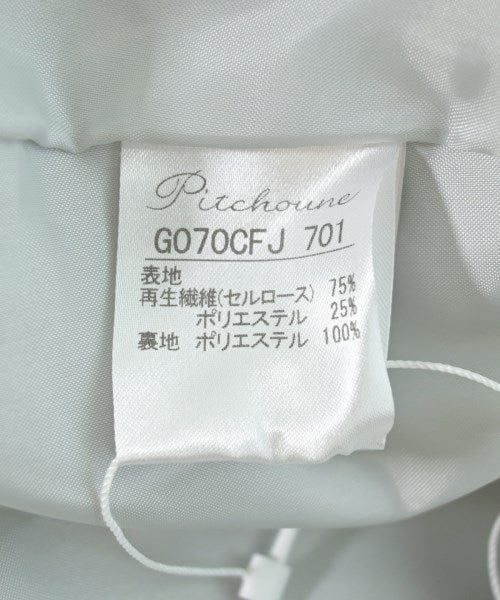 Pitchoune
G070CFJ 701
表地
再生繊維(セルロース) 75%
ポリエステル 25%
裏地 ポリエステル 100%